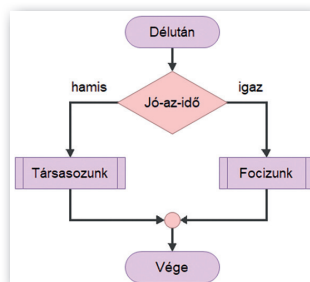 Délután
hamis
igaz
Jó-az-idő
Társasozunk
Focizunk
Vége